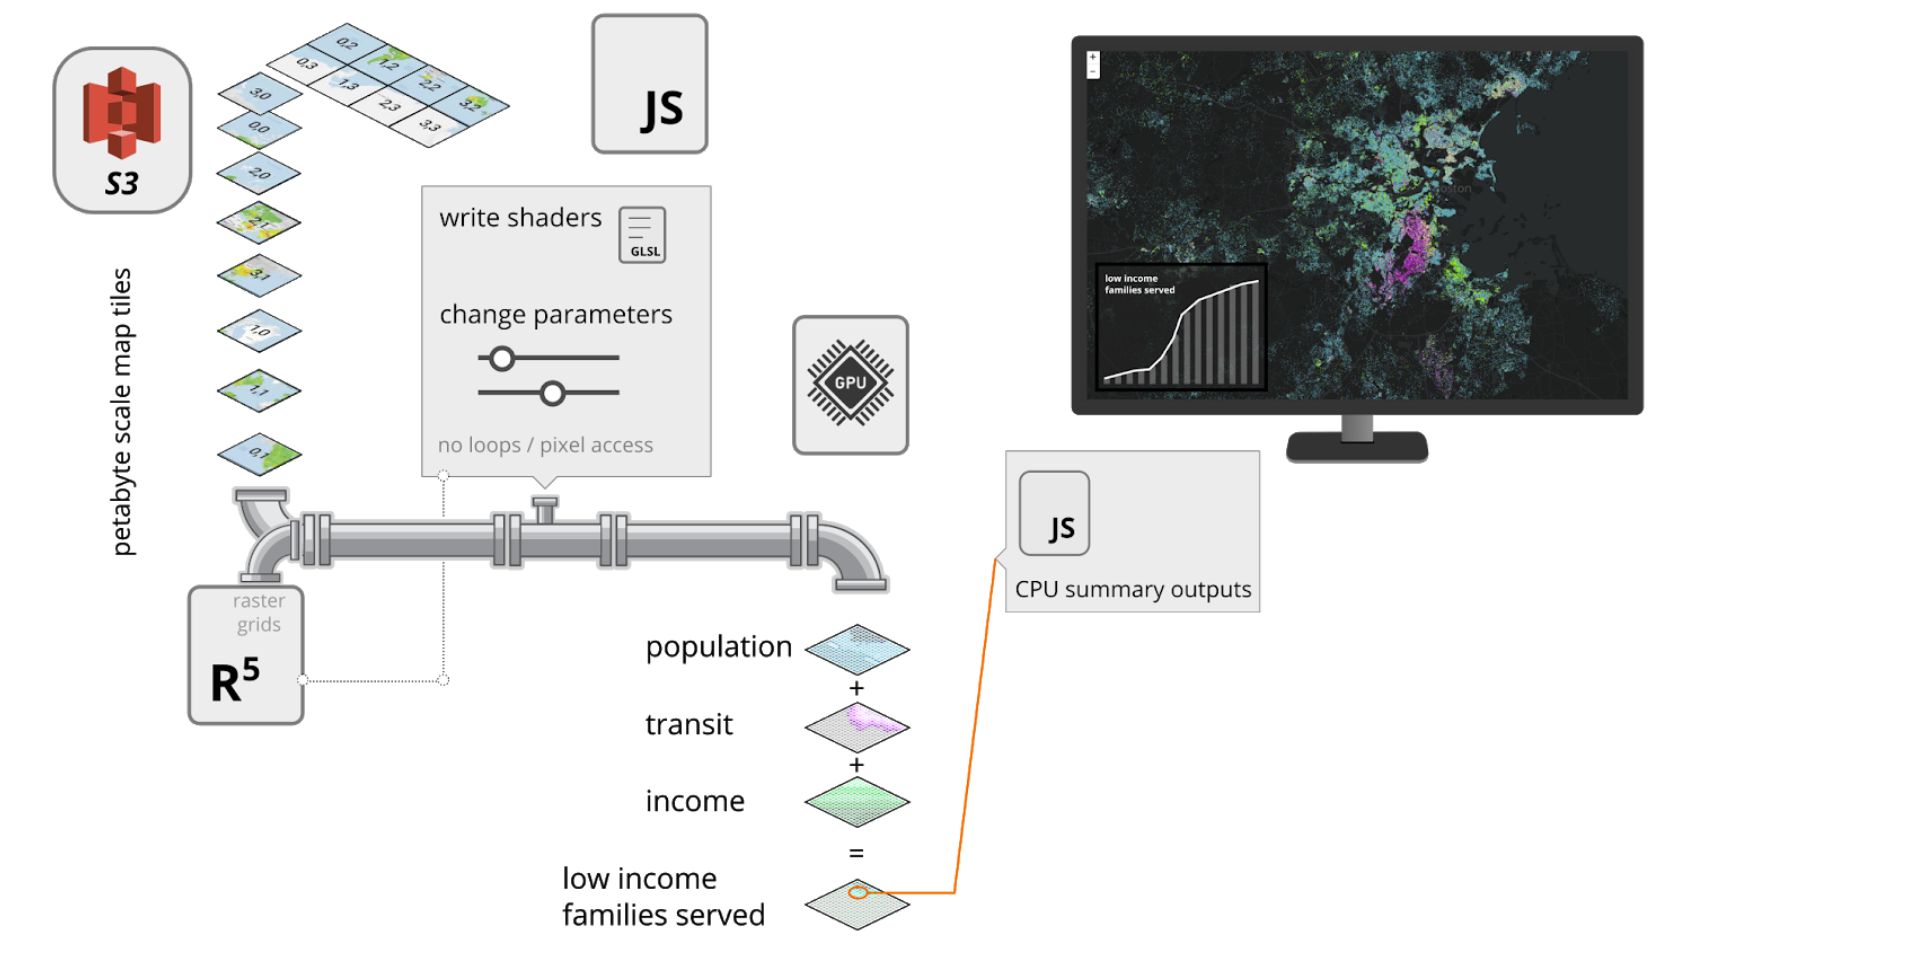 S3
petabyte scale map tiles
0,2
1,2
2,2
3,2
0,3
1,3
2,3
3,3
3,0
0,0
2,0
2,1
3,1
1,0
1,1
0,1
JS
write shaders
GLSL
change parameters
no loops / pixel access
GPU
raster
grids
R⁵
population
+
transit
+
income
=
low income
families served
JS
CPU summary outputs
+
−
low income
families served